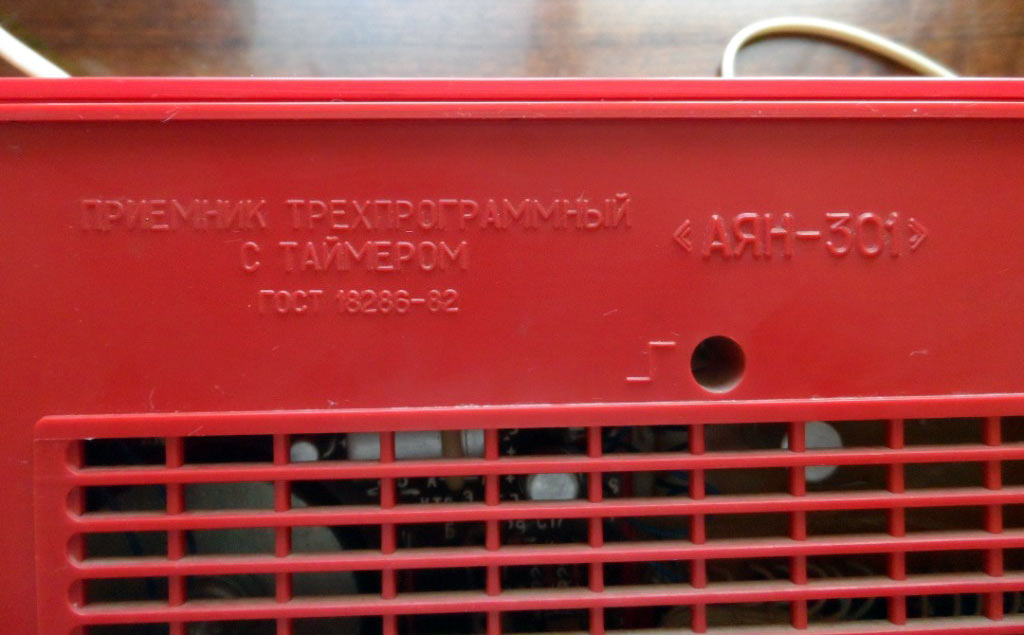 ПРИЕМНИК ТРЕХПРОГРАММНЫЙ
С ТАЙМЕРОМ
ГОСТ 18286-82
«АЯН-301»